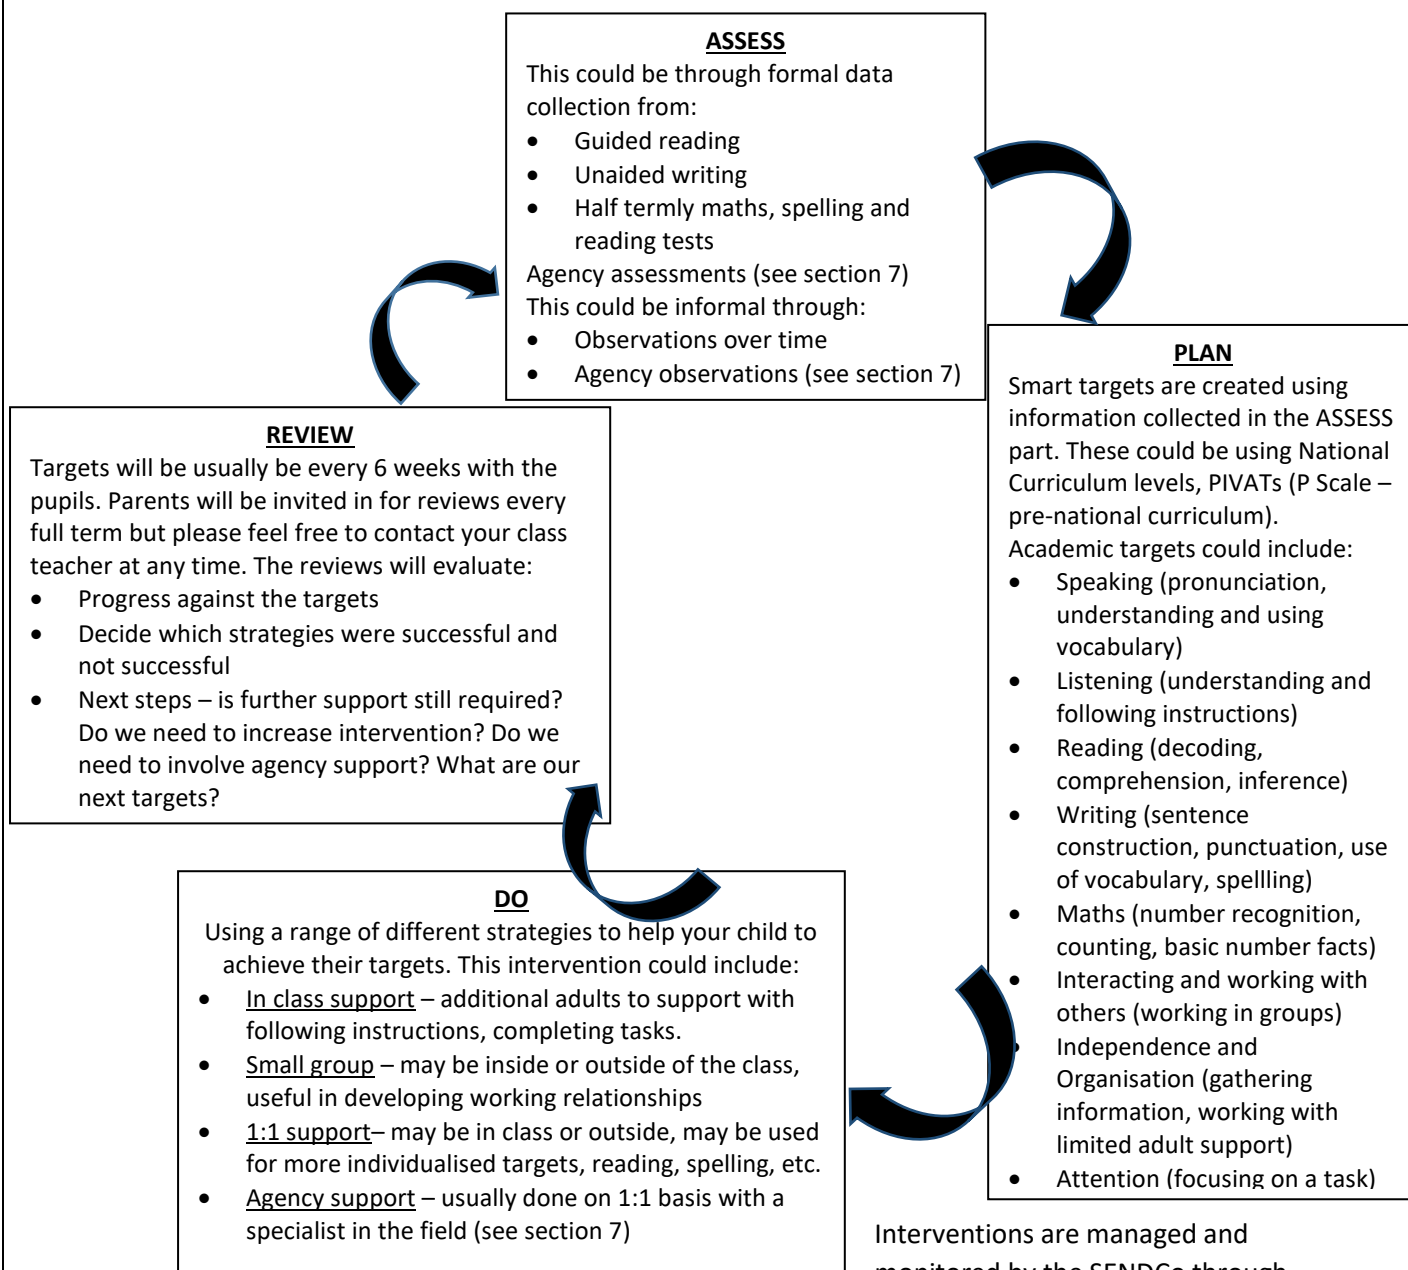 ASSESS
This could be through formal data
collection from:
• Guided reading
• Unaided writing
• Half termly maths, spelling and
reading tests
Agency assessments (see section 7)
This could be informal through:
• Observations over time
• Agency observations (see section 7)
PLAN
Smart targets are created using
information collected in the ASSESS
part. These could be using National
Curriculum levels, PIVATs (P Scale –
pre-national curriculum).
Academic targets could include:
• Speaking (pronunciation,
understanding and using
vocabulary)
• Listening (understanding and
following instructions)
• Reading (decoding,
comprehension, inference)
• Writing (sentence
construction, punctuation, use
of vocabulary, spellling)
• Maths (number recognition,
counting, basic number facts)
• Interacting and working with
others (working in groups)
• Independence and
Organisation (gathering
information, working with
limited adult support)
• Attention (focusing on a task)
REVIEW
Targets will be usually be every 6 weeks with the
pupils. Parents will be invited in for reviews every
full term but please feel free to contact your class
teacher at any time. The reviews will evaluate:
• Progress against the targets
• Decide which strategies were successful and
not successful
• Next steps – is further support still required?
Do we need to increase intervention? Do we
need to involve agency support? What are our
next targets?
DO
Using a range of different strategies to help your child to
achieve their targets. This intervention could include:
• In class support – additional adults to support with
following instructions, completing tasks.
• Small group – may be inside or outside of the class,
useful in developing working relationships
• 1:1 support– may be in class or outside, may be used
for more individualised targets, reading, spelling, etc.
• Agency support – usually done on 1:1 basis with a
specialist in the field (see section 7)
Interventions are managed and
monitored by the SENDCo through